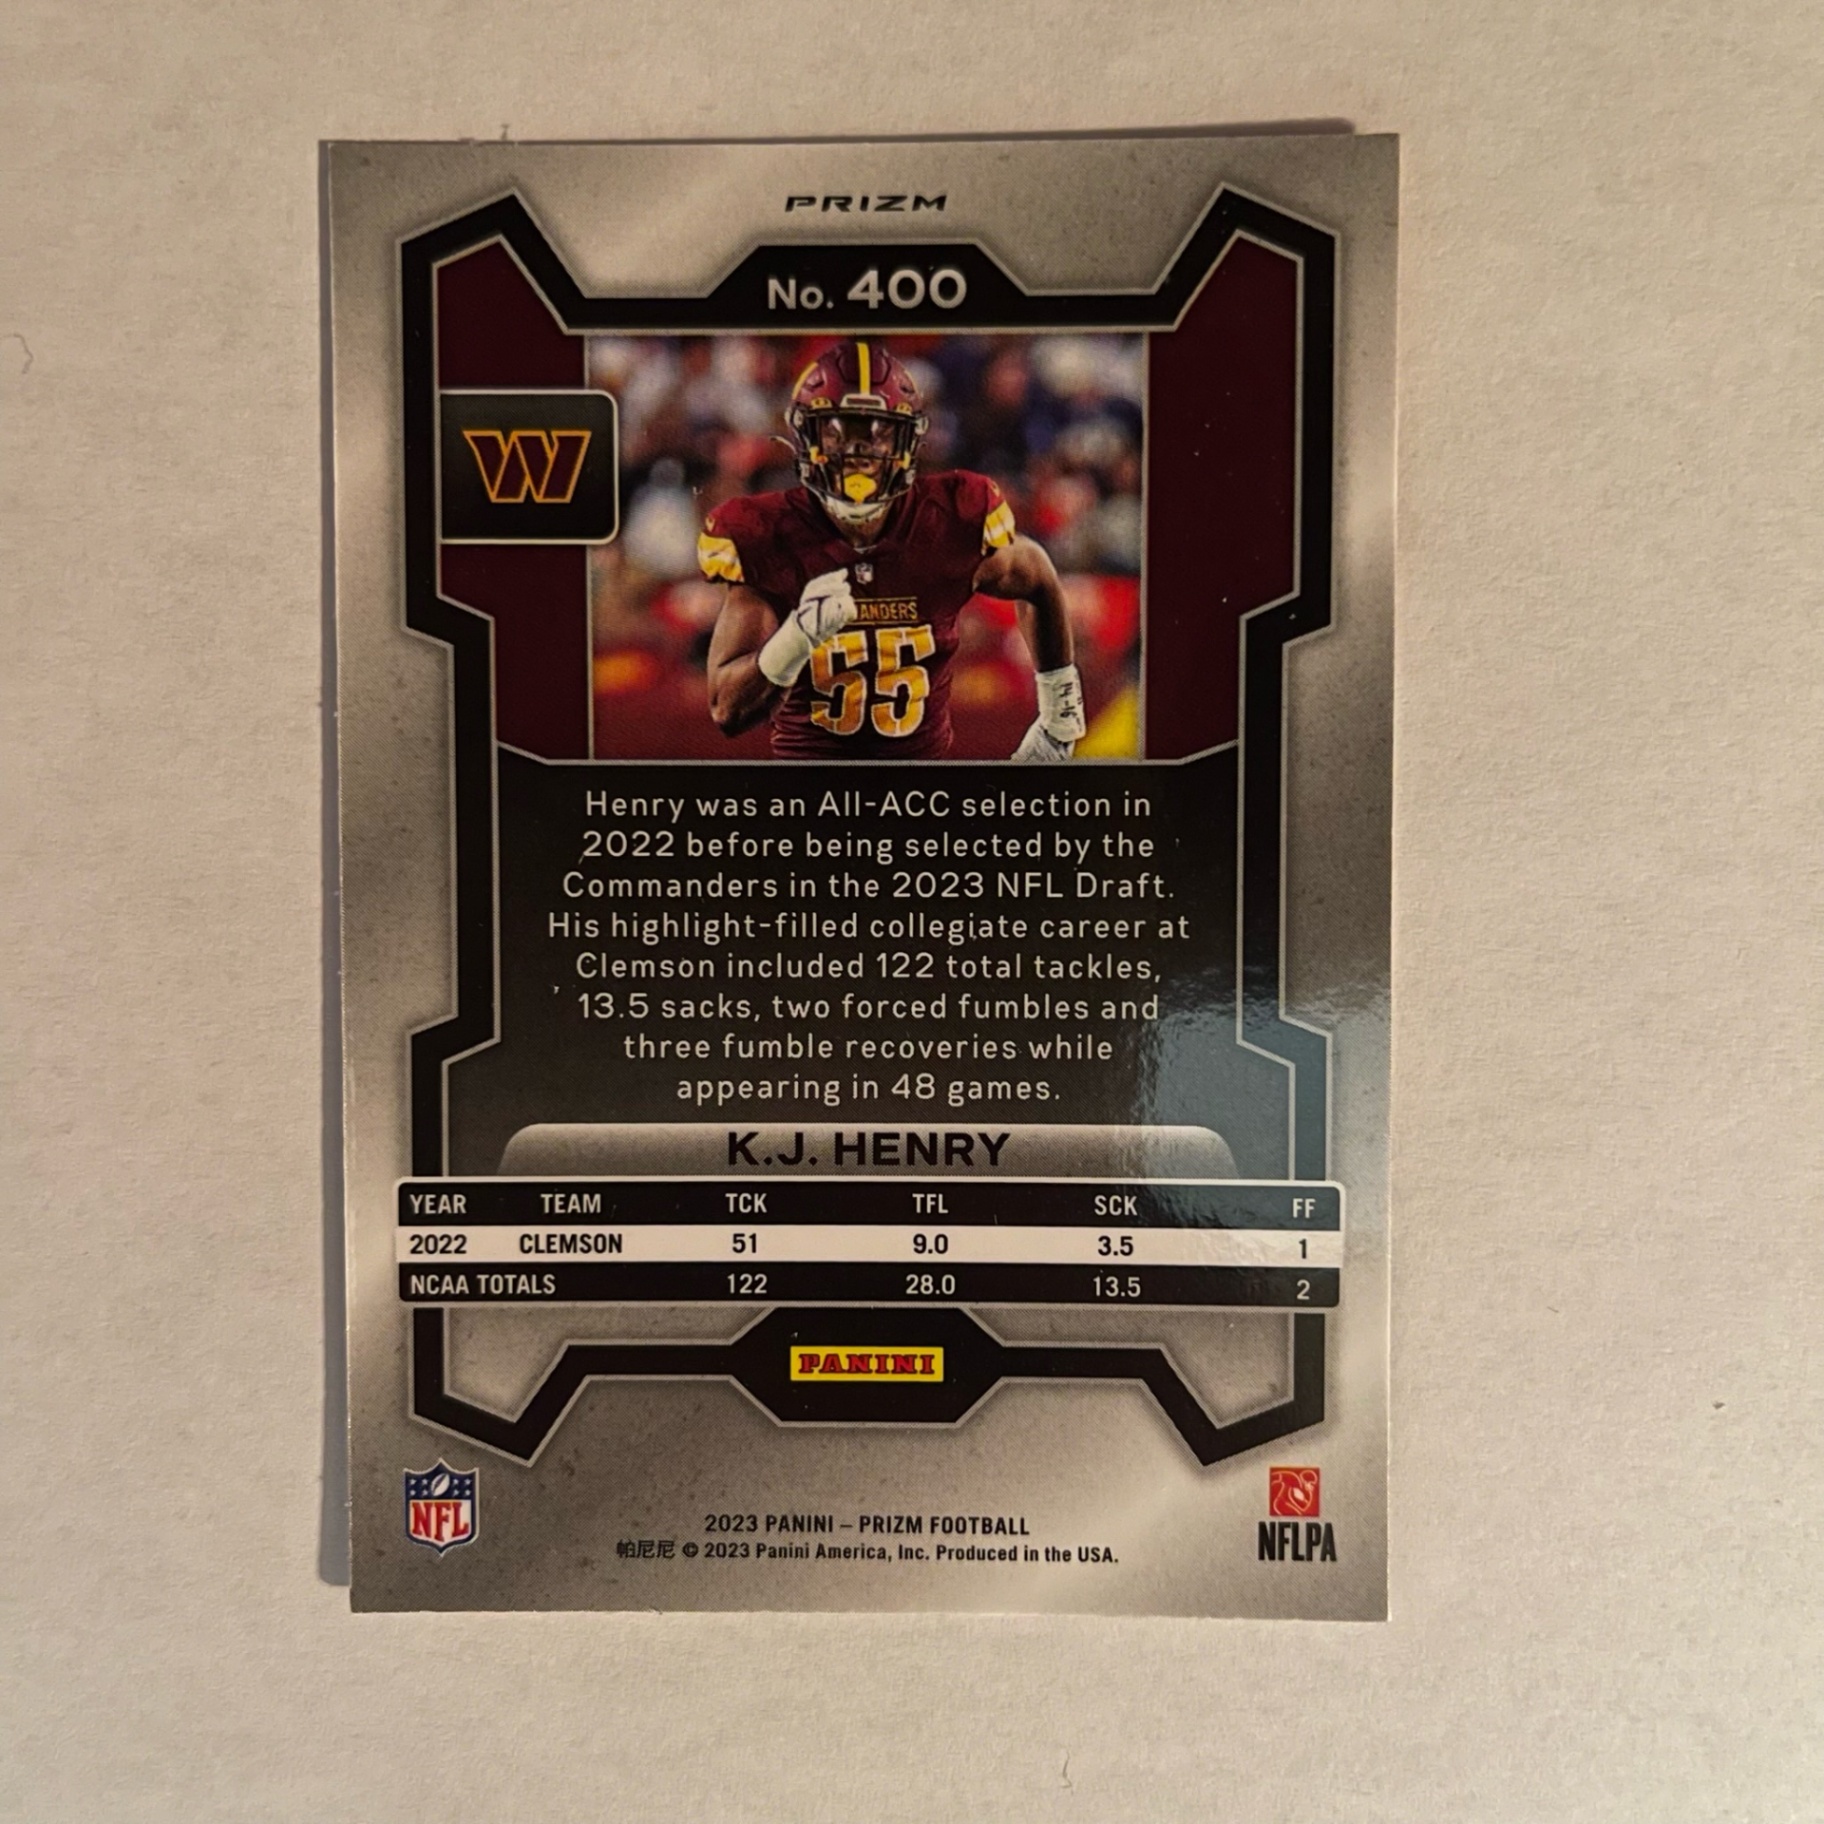 PRIZM
No. 400
W
ANDERS
55
Henry was an All-ACC selection in
2022 before being selected by the
Commanders in the 2023 NFL Draft.
His highlight-filled collegiate career at
Clemson included 122 total tackles,
13.5 sacks, two forced fumbles and
three fumble recoveries while
appearing in 48 games.
K.J. HENRY
YEAR TEAM TCK TFL SCK FF
2022 CLEMSON 51 9.0 3.5 1
NCAA TOTALS 122 28.0 13.5 2
PANINI
NFL
2023 PANINI – PRIZM FOOTBALL
帕尼尼 © 2023 Panini America, Inc. Produced in the USA.
NFLPA